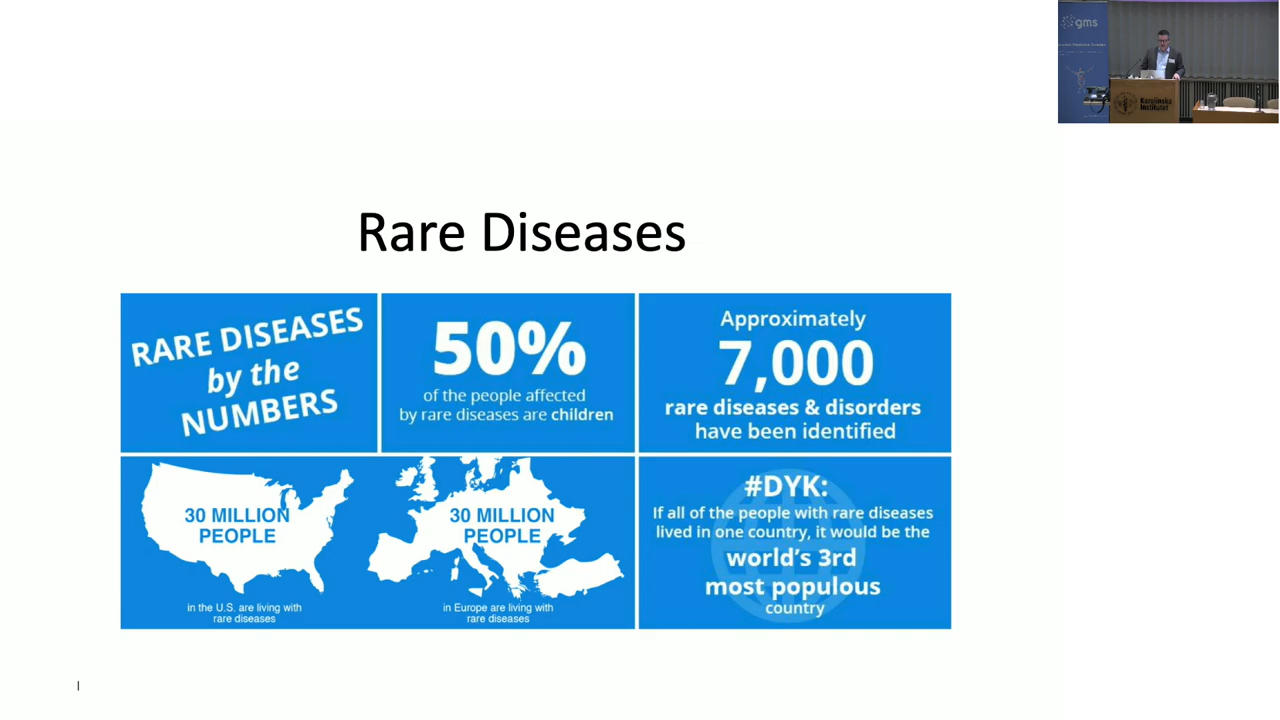 gms
Karolinska
Institutet
Rare Diseases
RARE DISEASES
by the
NUMBERS
50%
of the people affected
by rare diseases are children
Approximately
7,000
rare diseases & disorders
have been identified
30 MILLION
PEOPLE
in the U.S. are living with
rare diseases
30 MILLION
PEOPLE
in Europe are living with
rare diseases
#DYK:
If all of the people with rare diseases
lived in one country, it would be the
world's 3rd
most populous
country